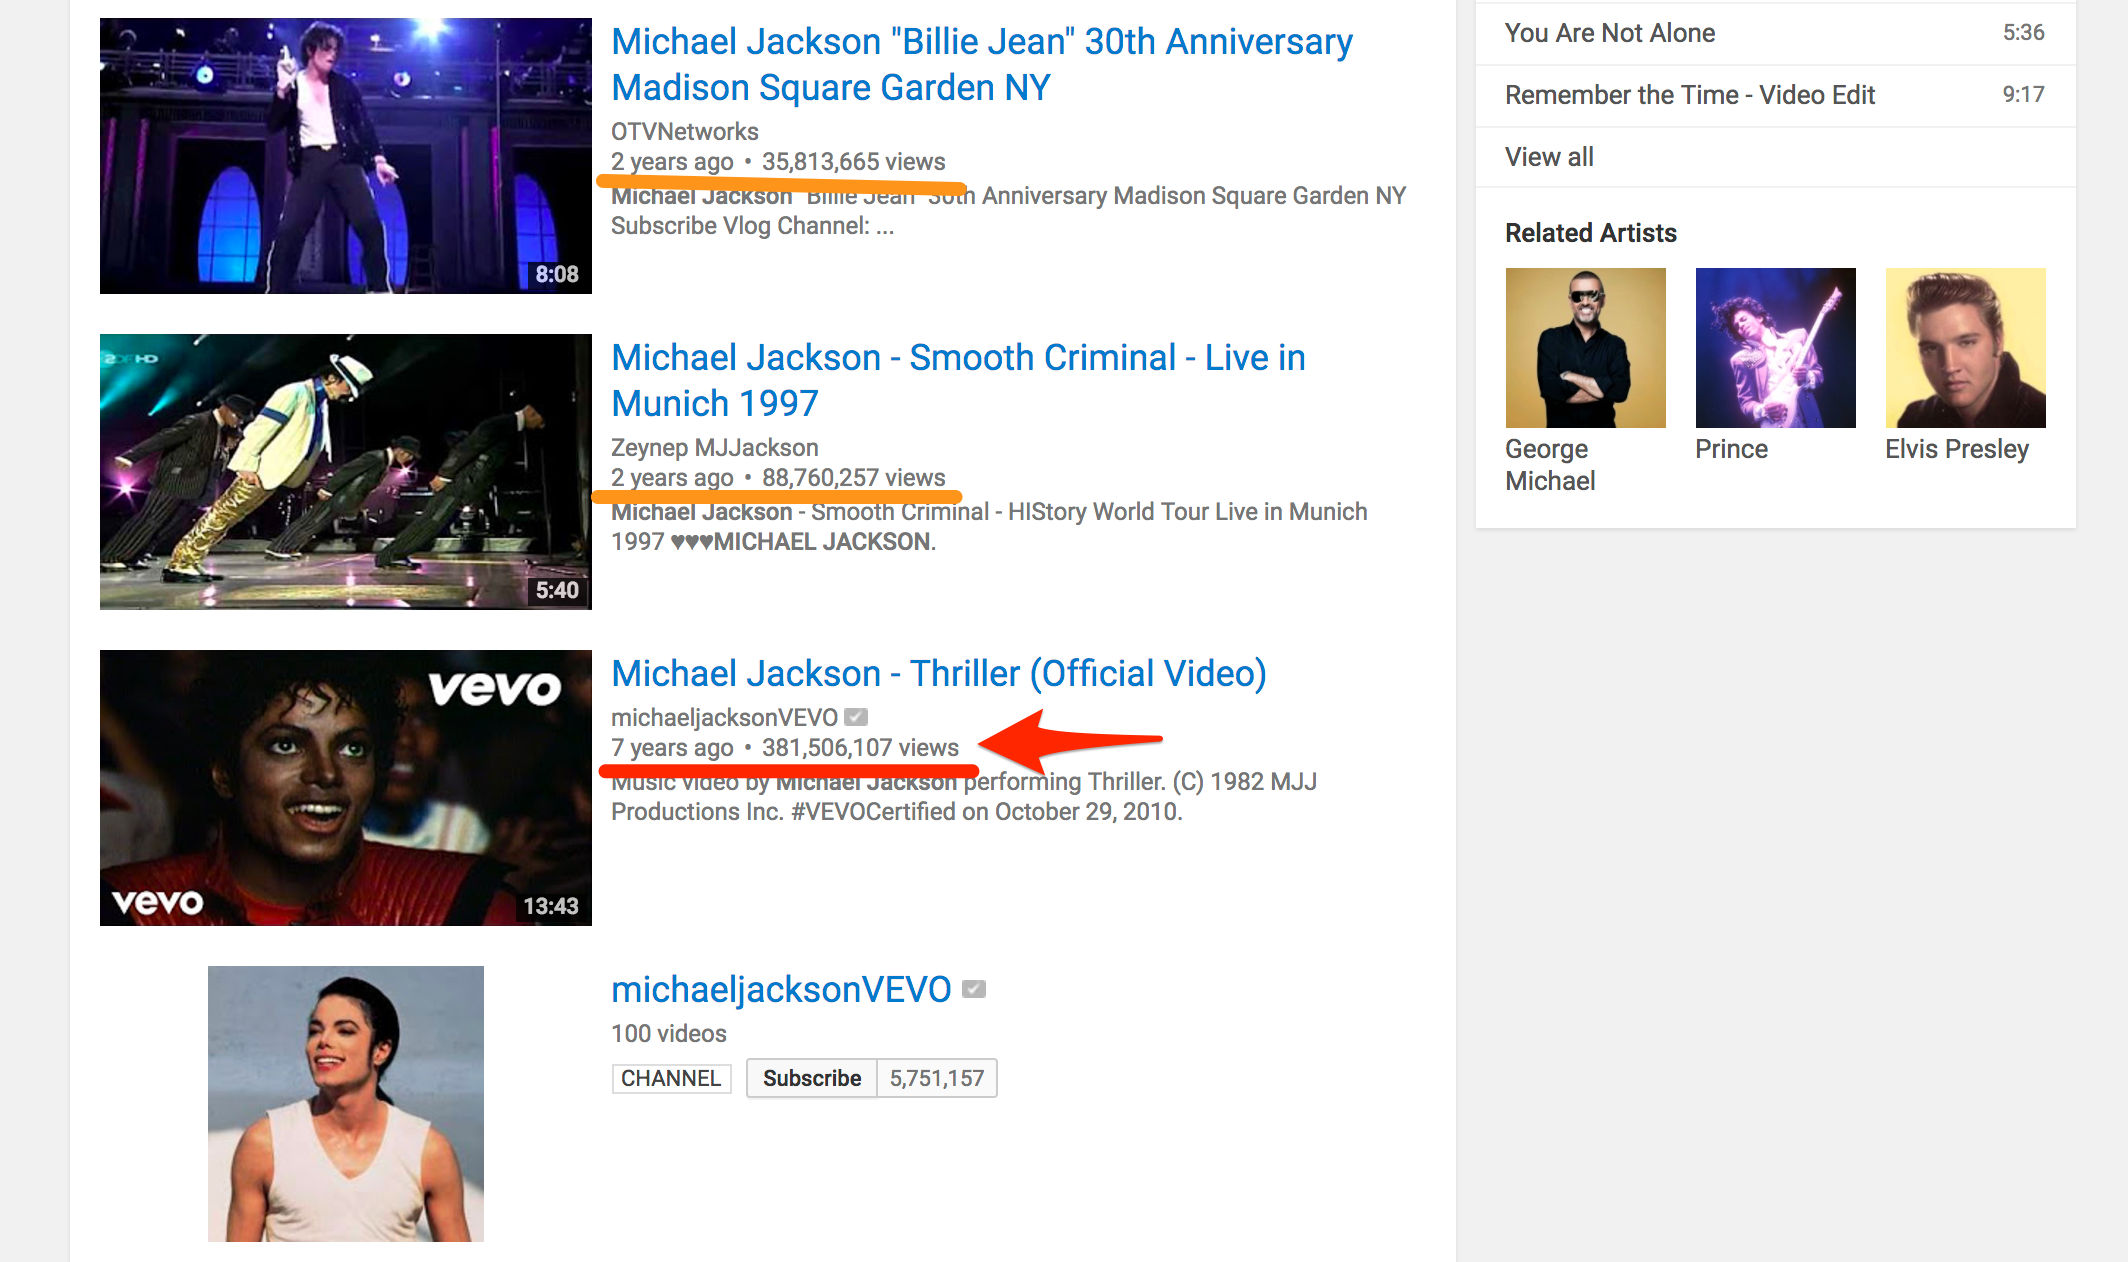 Michael Jackson "Billie Jean" 30th Anniversary
Madison Square Garden NY
OTVNetworks
2 years ago • 35,813,665 views
Michael Jackson "Billie Jean" 30th Anniversary Madison Square Garden NY
Subscribe Vlog Channel: ...
8:08
2DF HD
Michael Jackson - Smooth Criminal - Live in
Munich 1997
Zeynep MJJackson
2 years ago • 88,760,257 views
Michael Jackson - Smooth Criminal - HIStory World Tour Live in Munich
1997 ♥♥♥MICHAEL JACKSON.
5:40
vevo
Michael Jackson - Thriller (Official Video)
michaeljacksonVEVO
7 years ago • 381,506,107 views
Music video by Michael Jackson performing Thriller. (C) 1982 MJJ
Productions Inc. #VEVOCertified on October 29, 2010.
vevo
13:43
michaeljacksonVEVO
100 videos
CHANNEL Subscribe 5,751,157
You Are Not Alone 5:36
Remember the Time - Video Edit 9:17
View all
Related Artists
George
Michael
Prince
Elvis Presley